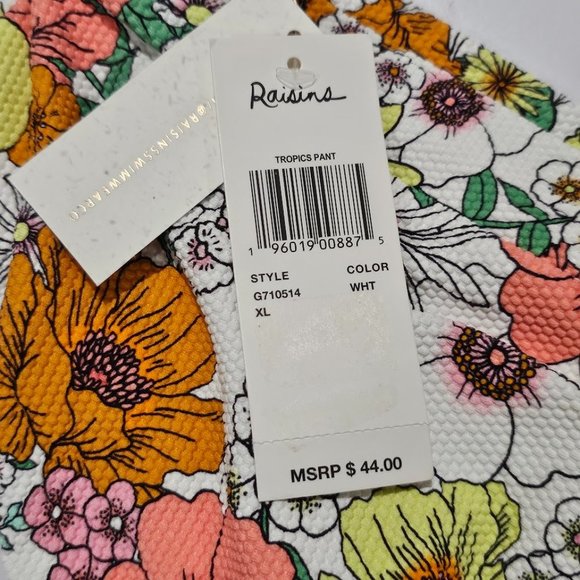 Raisins
TROPICS PANT
1 96019 00887 5
STYLE COLOR
G710514 WHT
XL
MSRP $ 44.00
@RAISINSSWIMWEARCO